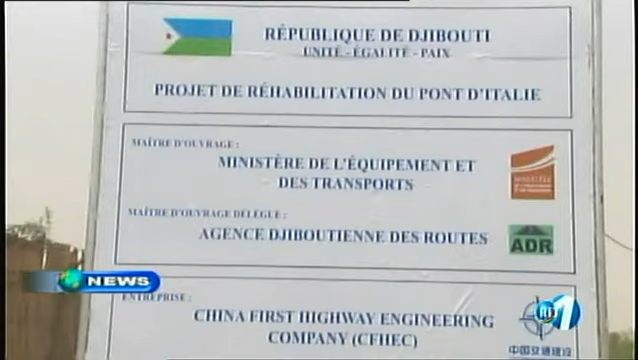 RÉPUBLIQUE DE DJIBOUTI
UNITÉ - ÉGALITÉ - PAIX
PROJET DE RÉHABILITATION DU PONT D'ITALIE
MAÎTRE D'OUVRAGE :
MINISTÈRE DE L'ÉQUIPEMENT ET
DES TRANSPORTS
MAÎTRE D'OUVRAGE DÉLÉGUÉ :
AGENCE DJIBOUTIENNE DES ROUTES
ADR
NEWS
ENTREPRISE :
CHINA FIRST HIGHWAY ENGINEERING
COMPANY (CFHEC)
中国交通建设